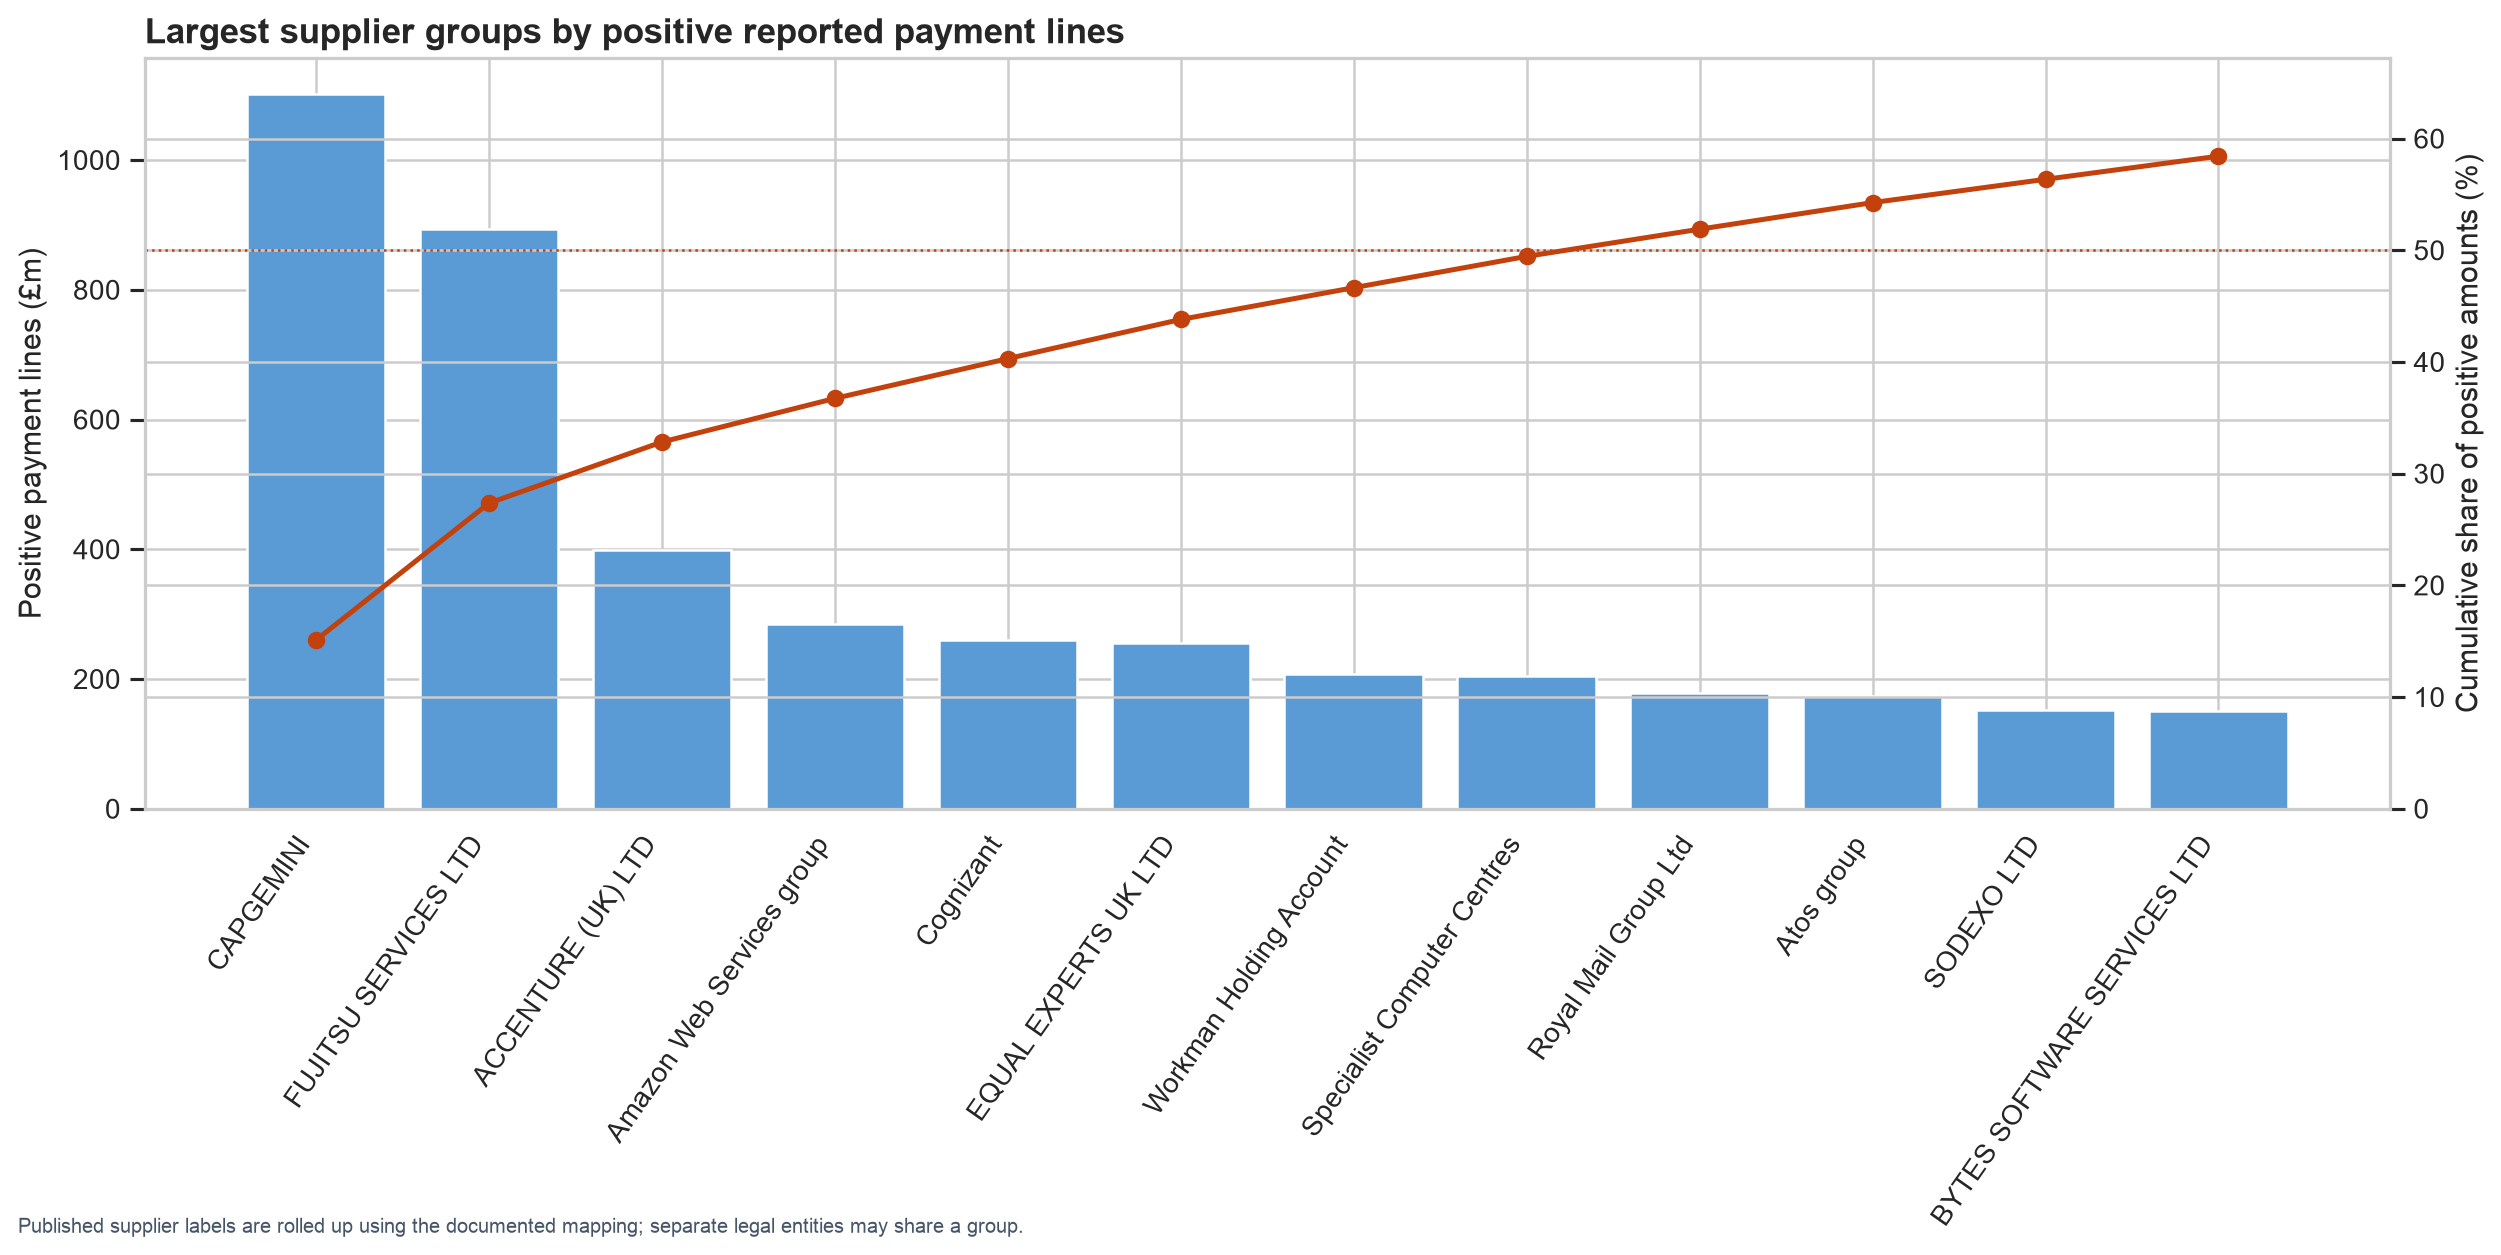 Largest supplier groups by positive reported payment lines
Positive payment lines (£m)
1000
800
600
400
200
0
60
50
40
30
20
10
0
Cumulative share of positive amounts (%)
CAPGEMINI
FUJITSU SERVICES LTD
ACCENTURE (UK) LTD
Amazon Web Services group
Cognizant
EQUAL EXPERTS UK LTD
Workman Holding Account
Specialist Computer Centres
Royal Mail Group Ltd
Atos group
SODEXO LTD
BYTES SOFTWARE SERVICES LTD
Published supplier labels are rolled up using the documented mapping; separate legal entities may share a group.